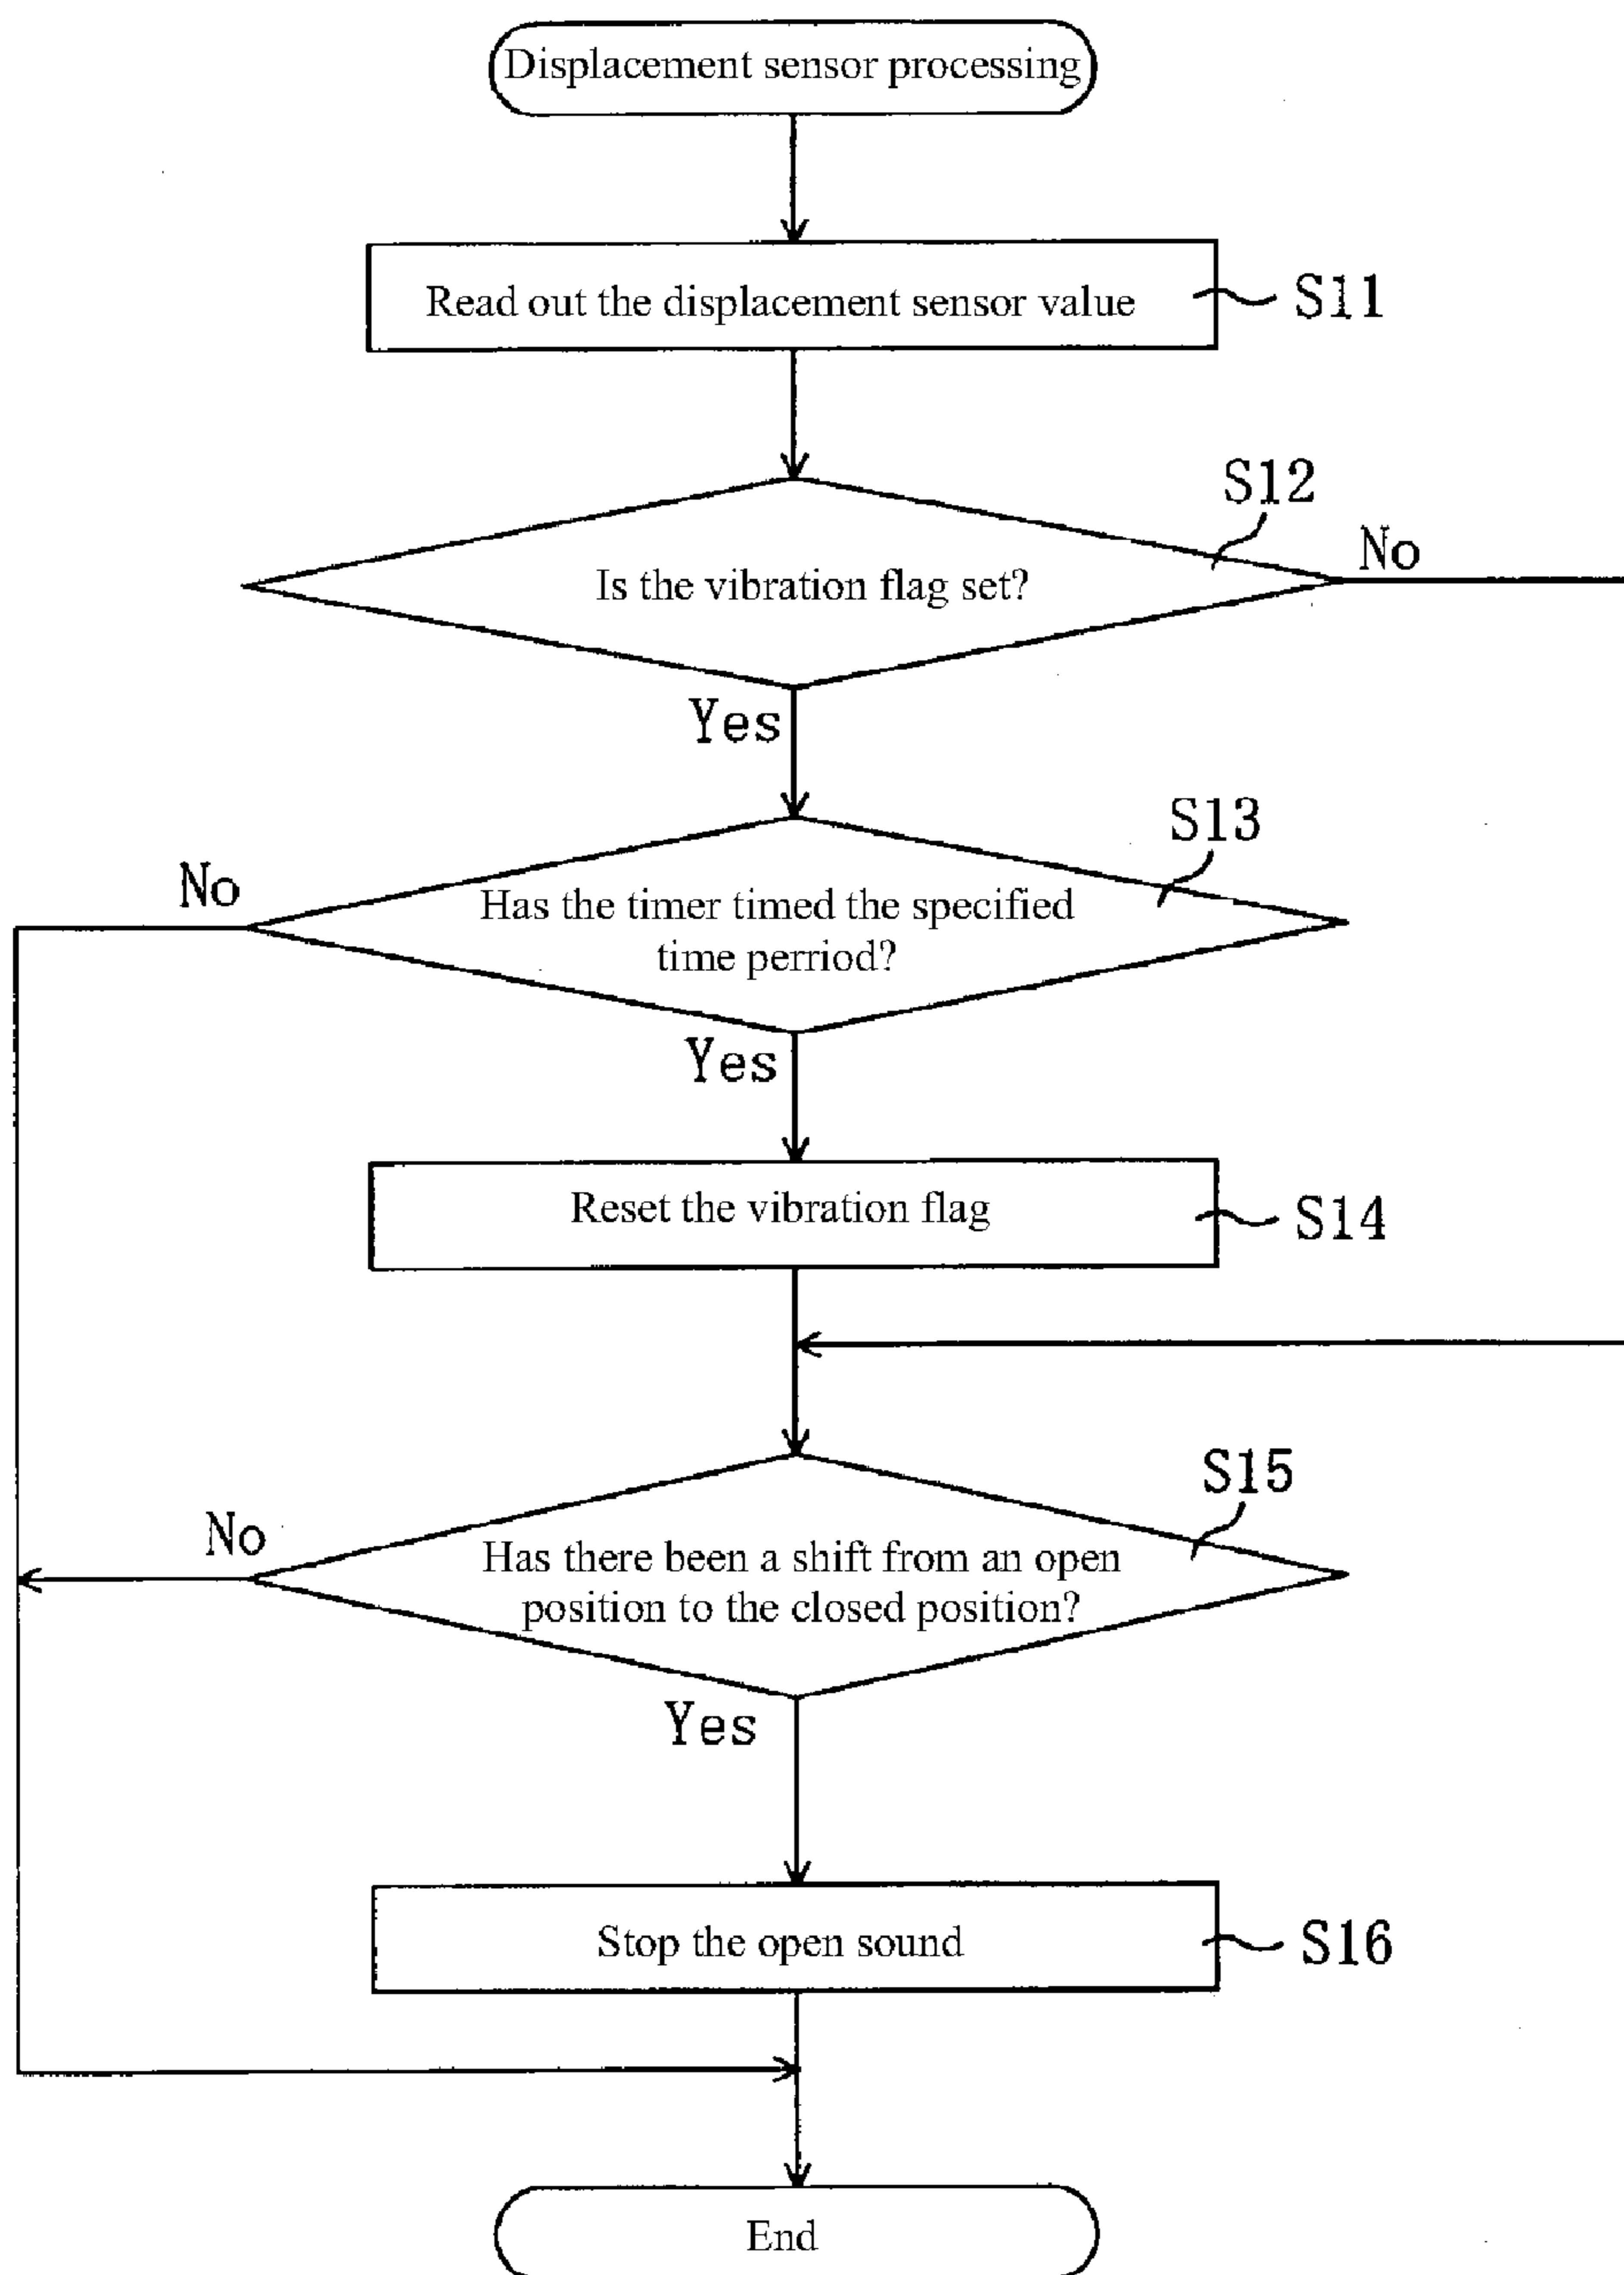 Displacement sensor processing
Read out the displacement sensor value
S11
S12
Is the vibration flag set?
No
Yes
S13
No
Has the timer timed the specified
time perriod?
Yes
Reset the vibration flag
S14
S15
No
Has there been a shift from an open
position to the closed position?
Yes
Stop the open sound
S16
End